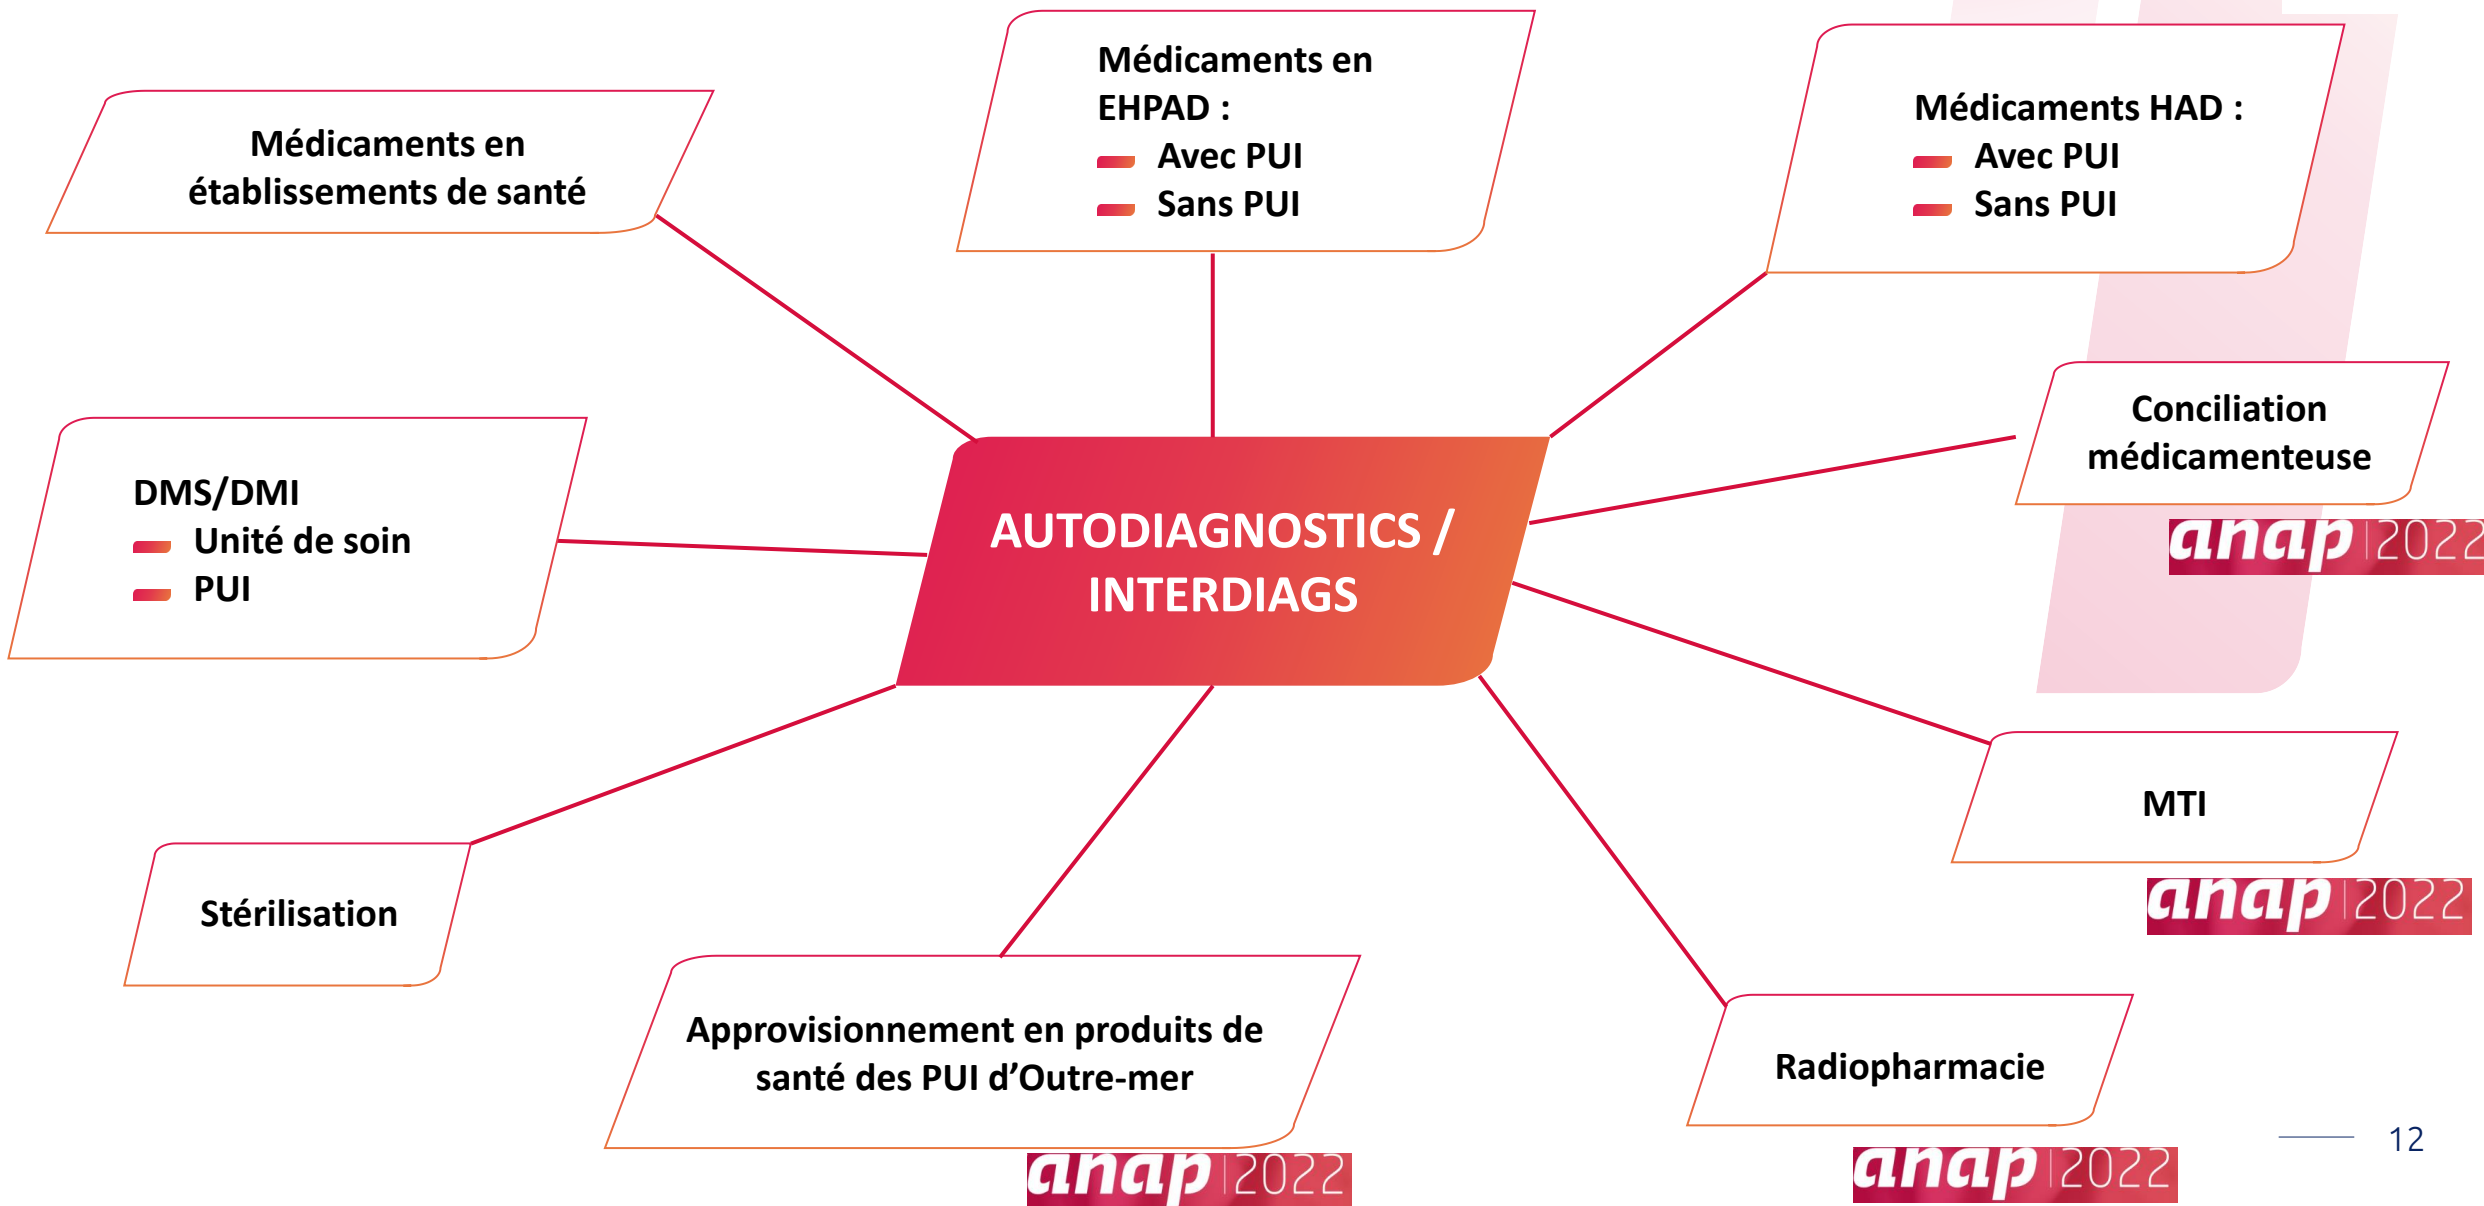 Médicaments en
établissements de santé
Médicaments en
EHPAD :
Avec PUI
Sans PUI
Médicaments HAD :
Avec PUI
Sans PUI
Conciliation
médicamenteuse
anap 2022
DMS/DMI
Unité de soin
PUI
AUTODIAGNOSTICS /
INTERDIAGS
MTI
anap 2022
Stérilisation
Approvisionnement en produits de
santé des PUI d’Outre-mer
anap 2022
Radiopharmacie
anap 2022
12